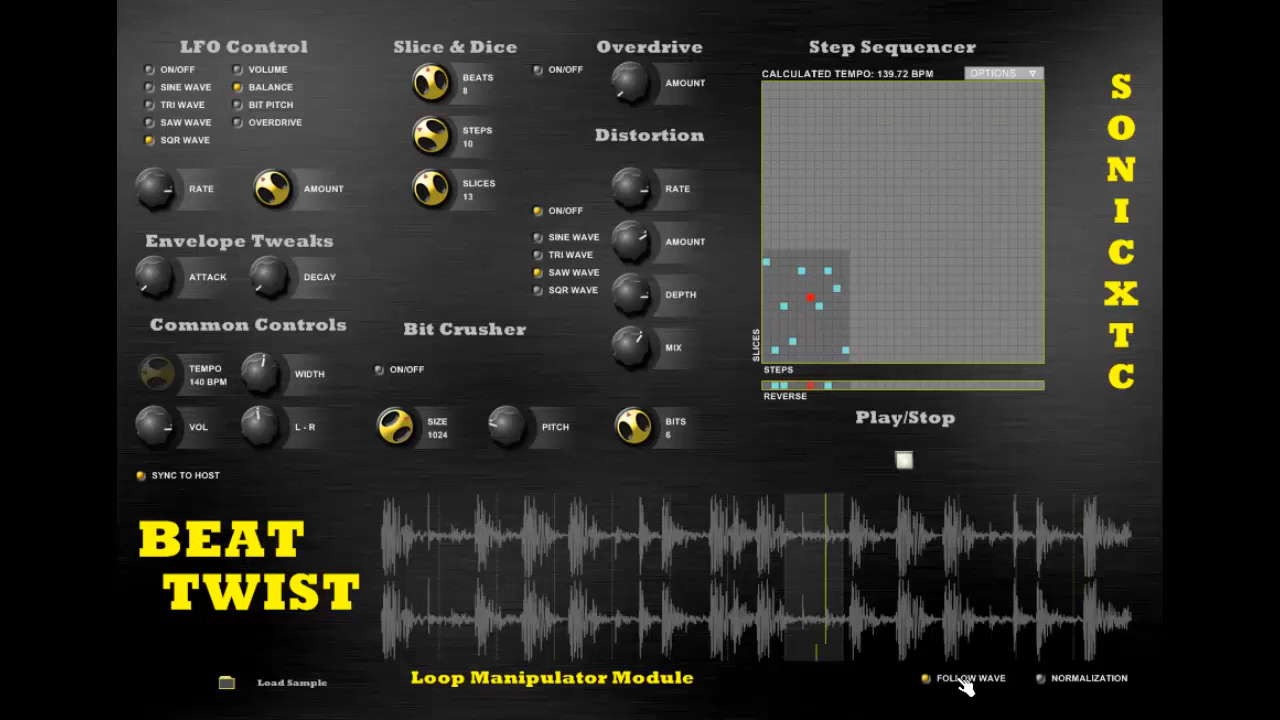 LFO Control
ON/OFF
SINE WAVE
TRI WAVE
SAW WAVE
SQR WAVE
VOLUME
BALANCE
BIT PITCH
OVERDRIVE
RATE
AMOUNT
Envelope Tweaks
ATTACK
DECAY
Common Controls
TEMPO
140 BPM
WIDTH
VOL
L - R
SYNC TO HOST
Slice & Dice
BEATS
8
STEPS
10
SLICES
13
Overdrive
ON/OFF
AMOUNT
Distortion
RATE
ON/OFF
SINE WAVE
TRI WAVE
SAW WAVE
SQR WAVE
AMOUNT
DEPTH
MIX
Bit Crusher
ON/OFF
SIZE
1024
PITCH
BITS
6
Step Sequencer
CALCULATED TEMPO: 139.72 BPM
OPTIONS
SLICES
STEPS
REVERSE
Play/Stop
SONICXTC
BEAT
TWIST
Load Sample
Loop Manipulator Module
FOLLOW WAVE
NORMALIZATION